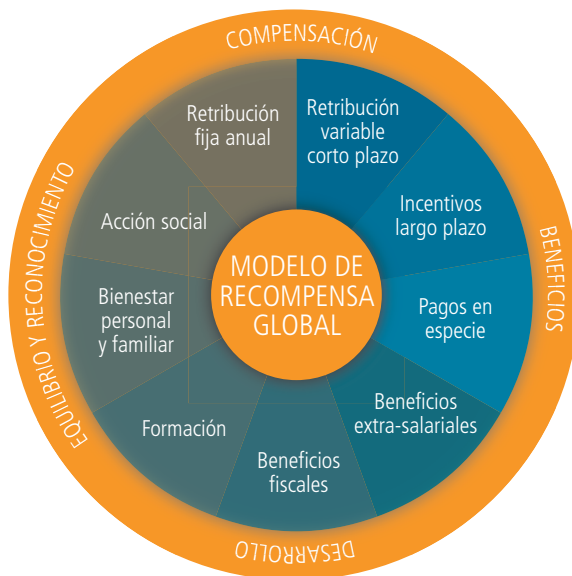 COMPENSACIÓN
BENEFICIOS
DESARROLLO
EQUILIBRIO Y RECONOCIMIENTO
Retribución
fija anual
Retribución
variable
corto plazo
Incentivos
largo plazo
Pagos en
especie
Beneficios
extra-salariales
Beneficios
fiscales
Formación
Bienestar
personal
y familiar
Acción social
MODELO DE
RECOMPENSA
GLOBAL